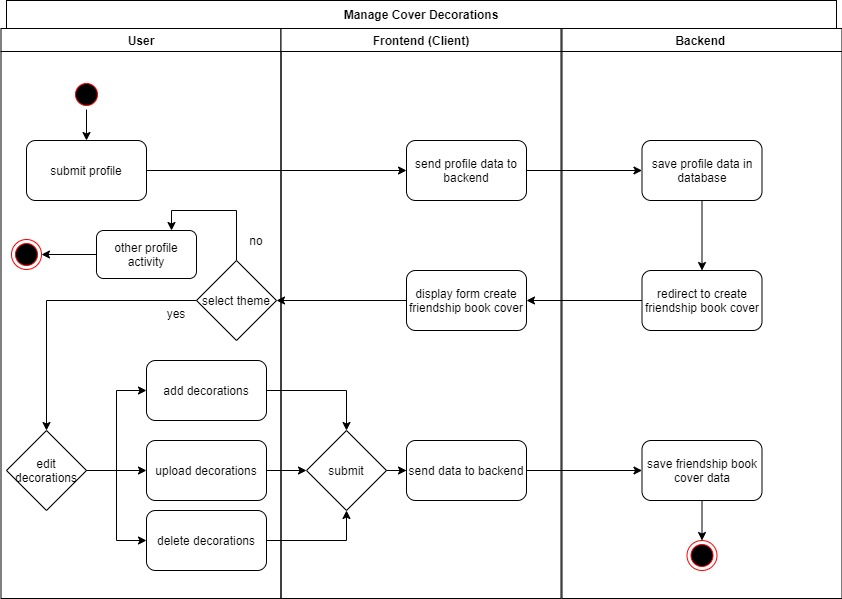 Manage Cover Decorations
User
Frontend (Client)
Backend
submit profile
send profile data to
backend
save profile data in
database
other profile
activity
no
select theme
yes
display form create
friendship book cover
redirect to create
friendship book cover
add decorations
edit
decorations
upload decorations
submit
send data to backend
save friendship book
cover data
delete decorations